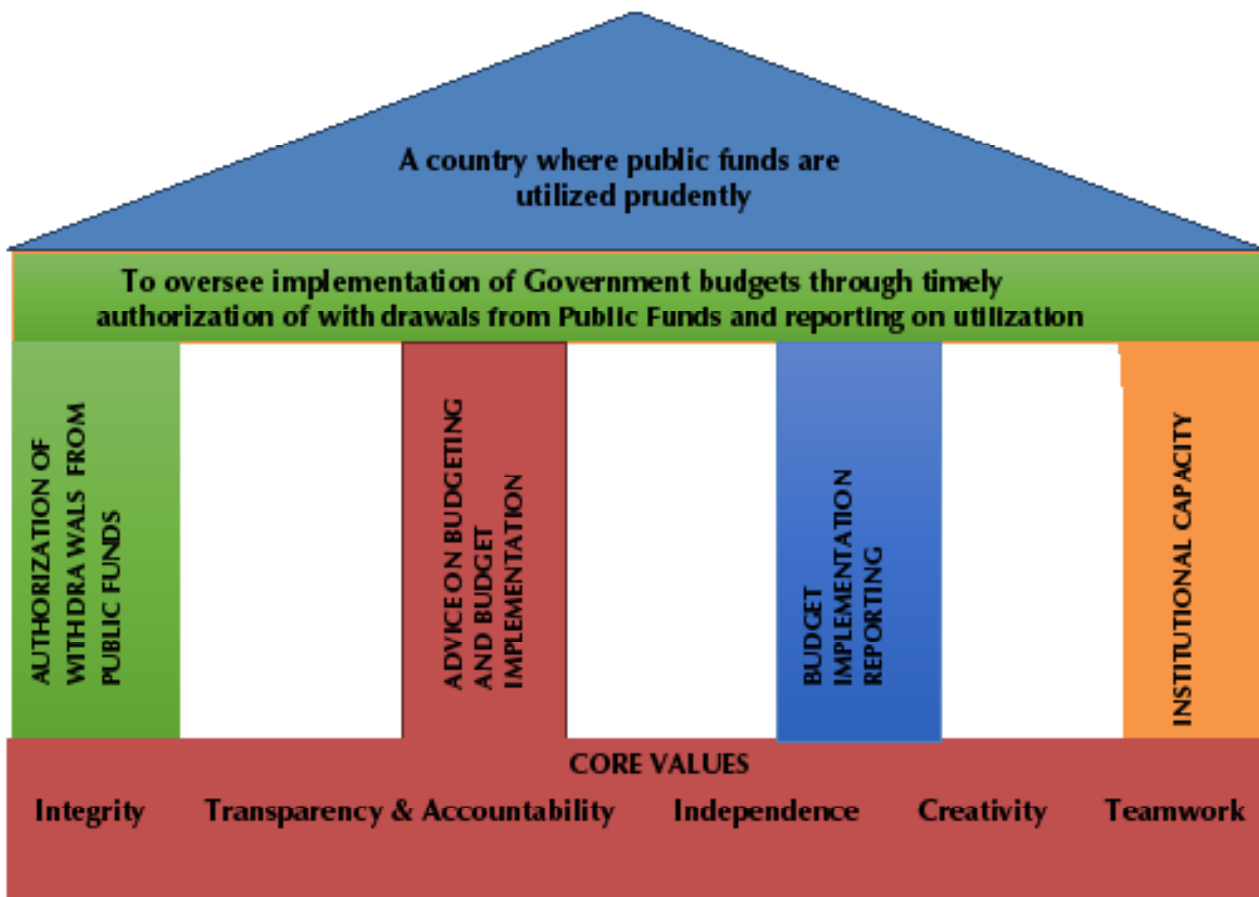 A country where public funds are
utilized prudently
To oversee implementation of Government budgets through timely
authorization of with drawals from Public Funds and reporting on utilization
AUTHORIZATION OF
WITHDRA WALS FROM
PUBLIC FUNDS
ADVICE ON BUDGETING
AND BUDGET
IMPLEMENTATION
BUDGET
IMPLEMENTATION
REPORTING
INSTITUTIONAL CAPACITY
CORE VALUES
Integrity Transparency & Accountability Independence Creativity Teamwork